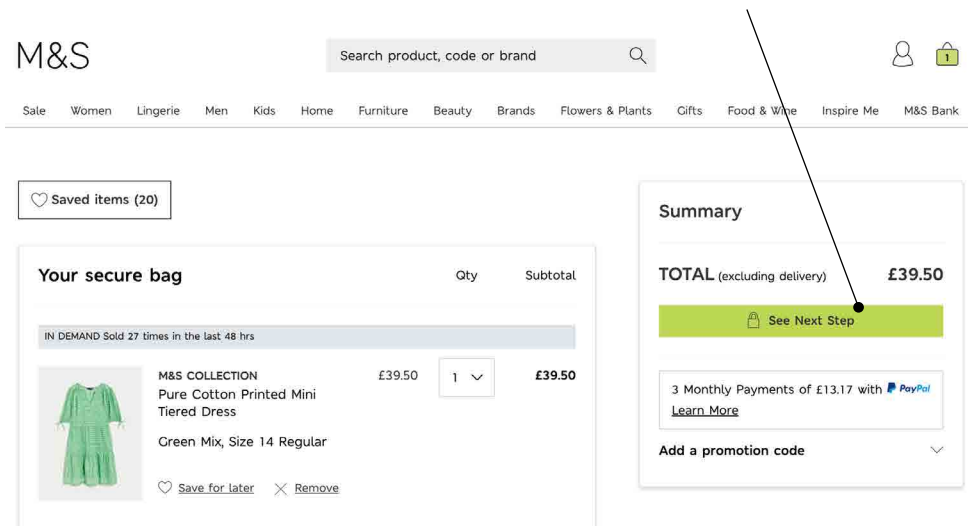 M&S
Search product, code or brand
1
Sale Women Lingerie Men Kids Home Furniture Beauty Brands Flowers & Plants Gifts Food & Wine Inspire Me M&S Bank
Saved items (20)
Your secure bag Qty Subtotal
IN DEMAND Sold 27 times in the last 48 hrs
M&S COLLECTION £39.50 1 £39.50
Pure Cotton Printed Mini
Tiered Dress
Green Mix, Size 14 Regular
Save for later Remove
Summary
TOTAL (excluding delivery) £39.50
See Next Step
3 Monthly Payments of £13.17 with PayPal
Learn More
Add a promotion code